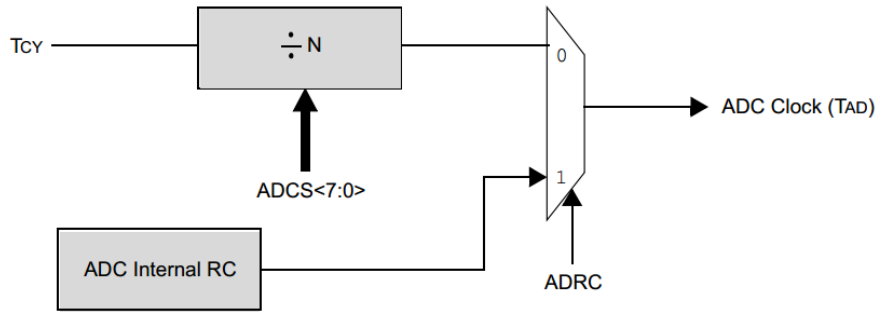 TCY
÷ N
0
ADC Clock (TAD)
ADCS<7:0>
1
ADC Internal RC
ADRC